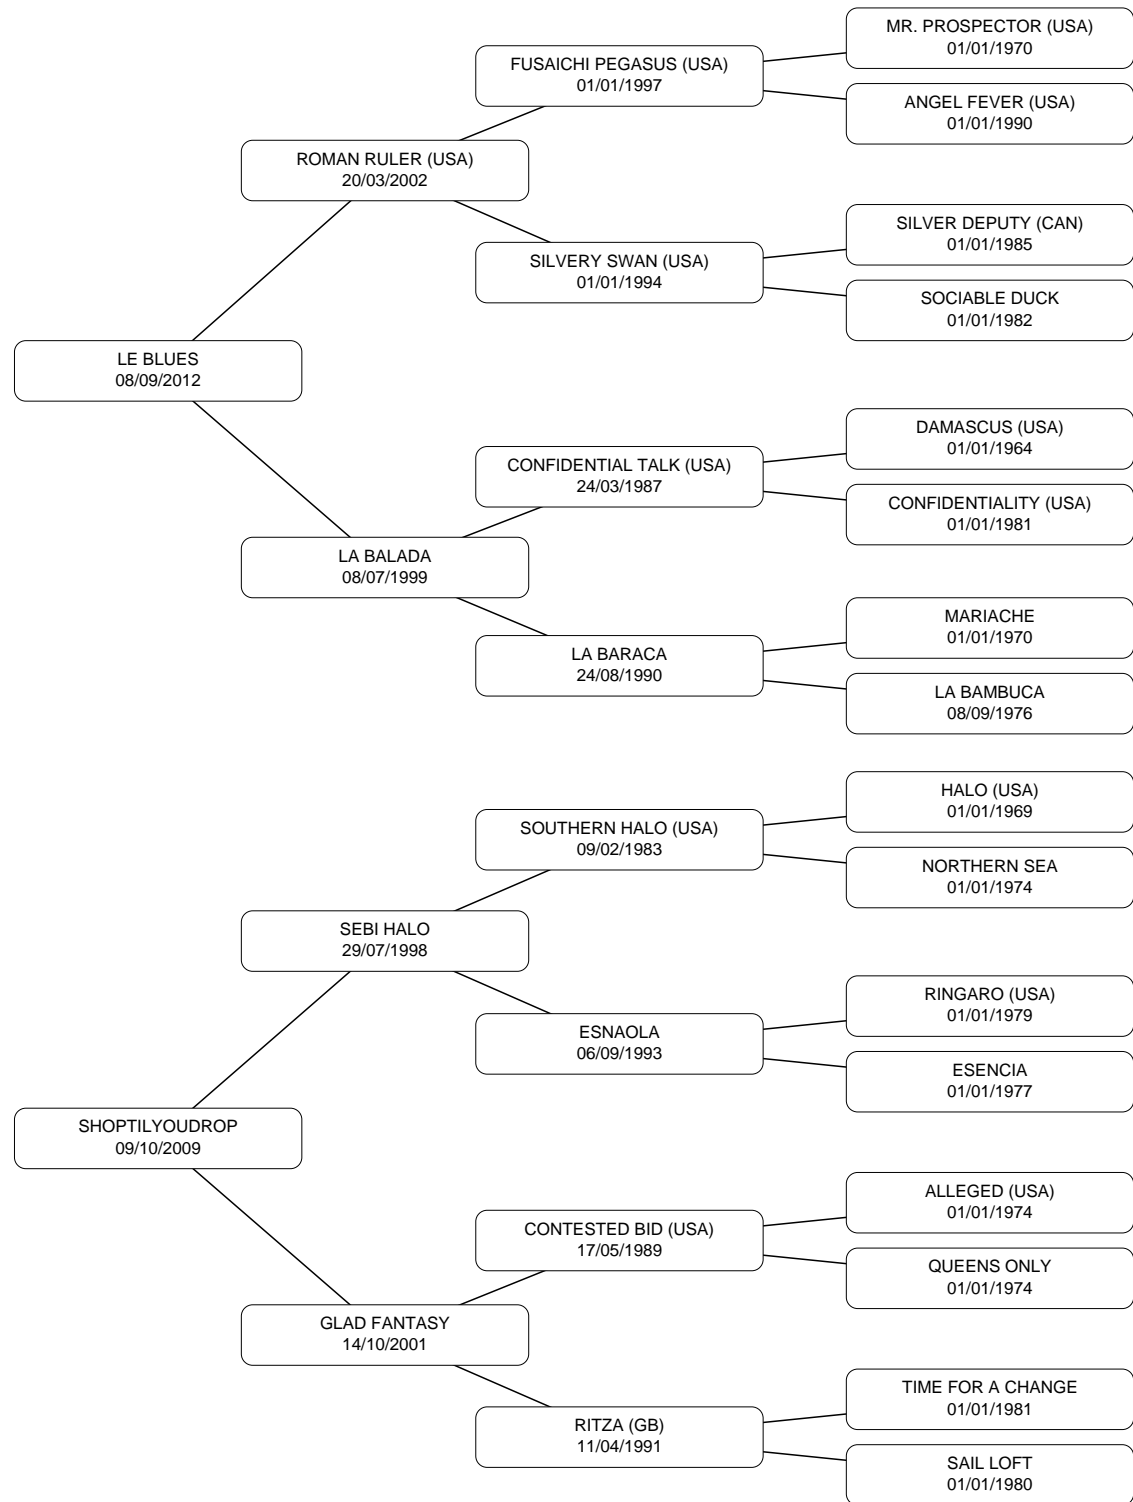 MR. PROSPECTOR (USA)
01/01/1970
FUSAICHI PEGASUS (USA)
01/01/1997
ANGEL FEVER (USA)
01/01/1990
ROMAN RULER (USA)
20/03/2002
SILVER DEPUTY (CAN)
01/01/1985
SILVERY SWAN (USA)
01/01/1994
SOCIABLE DUCK
01/01/1982
LE BLUES
08/09/2012
DAMASCUS (USA)
01/01/1964
CONFIDENTIAL TALK (USA)
24/03/1987
CONFIDENTIALITY (USA)
01/01/1981
LA BALADA
08/07/1999
MARIACHE
01/01/1970
LA BARACA
24/08/1990
LA BAMBUCA
08/09/1976
HALO (USA)
01/01/1969
SOUTHERN HALO (USA)
09/02/1983
NORTHERN SEA
01/01/1974
SEBI HALO
29/07/1998
RINGARO (USA)
01/01/1979
ESNAOLA
06/09/1993
ESENCIA
01/01/1977
SHOPTILYOUDROP
09/10/2009
ALLEGED (USA)
01/01/1974
CONTESTED BID (USA)
17/05/1989
QUEENS ONLY
01/01/1974
GLAD FANTASY
14/10/2001
TIME FOR A CHANGE
01/01/1981
RITZA (GB)
11/04/1991
SAIL LOFT
01/01/1980